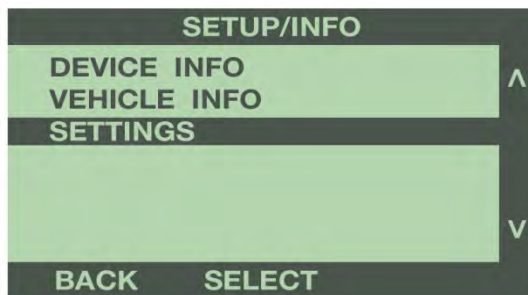 SETUP/INFO
DEVICE INFO
VEHICLE INFO
SETTINGS
BACK SELECT